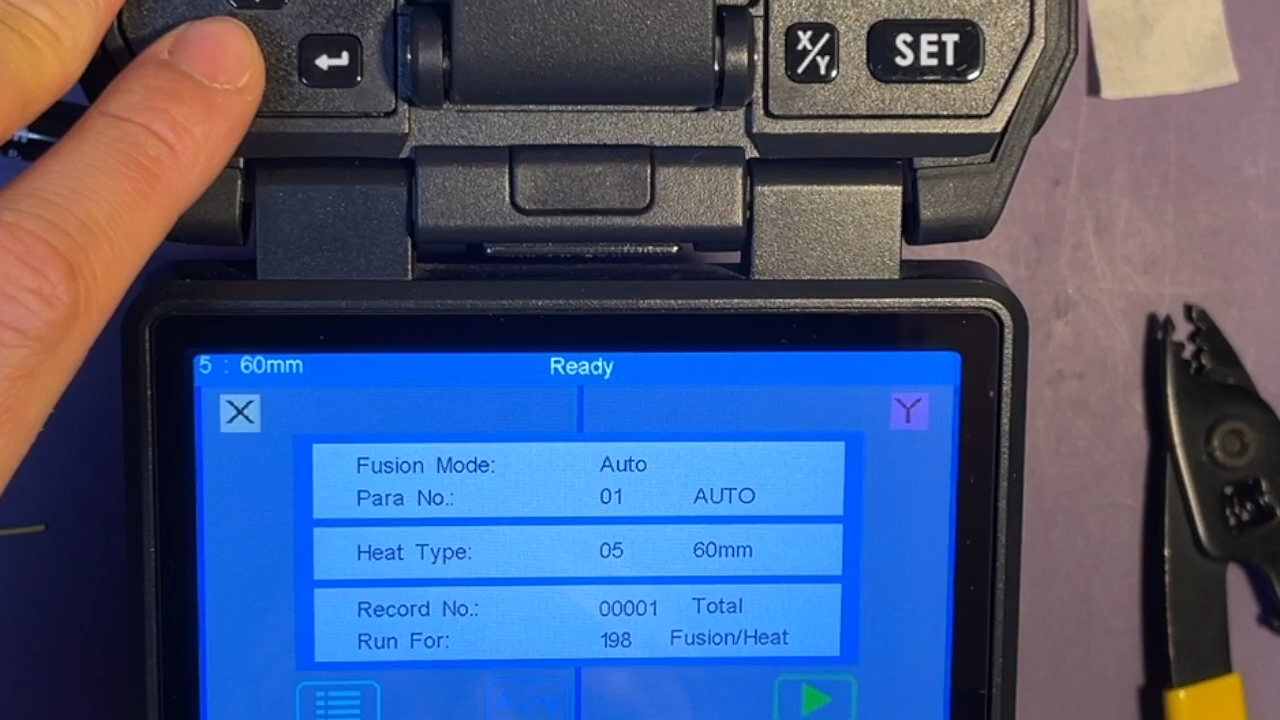 X/Y SET
5 : 60mm Ready
X Y
Fusion Mode: Auto
Para No.: 01 AUTO
Heat Type: 05 60mm
Record No.: 00001 Total
Run For: 198 Fusion/Heat